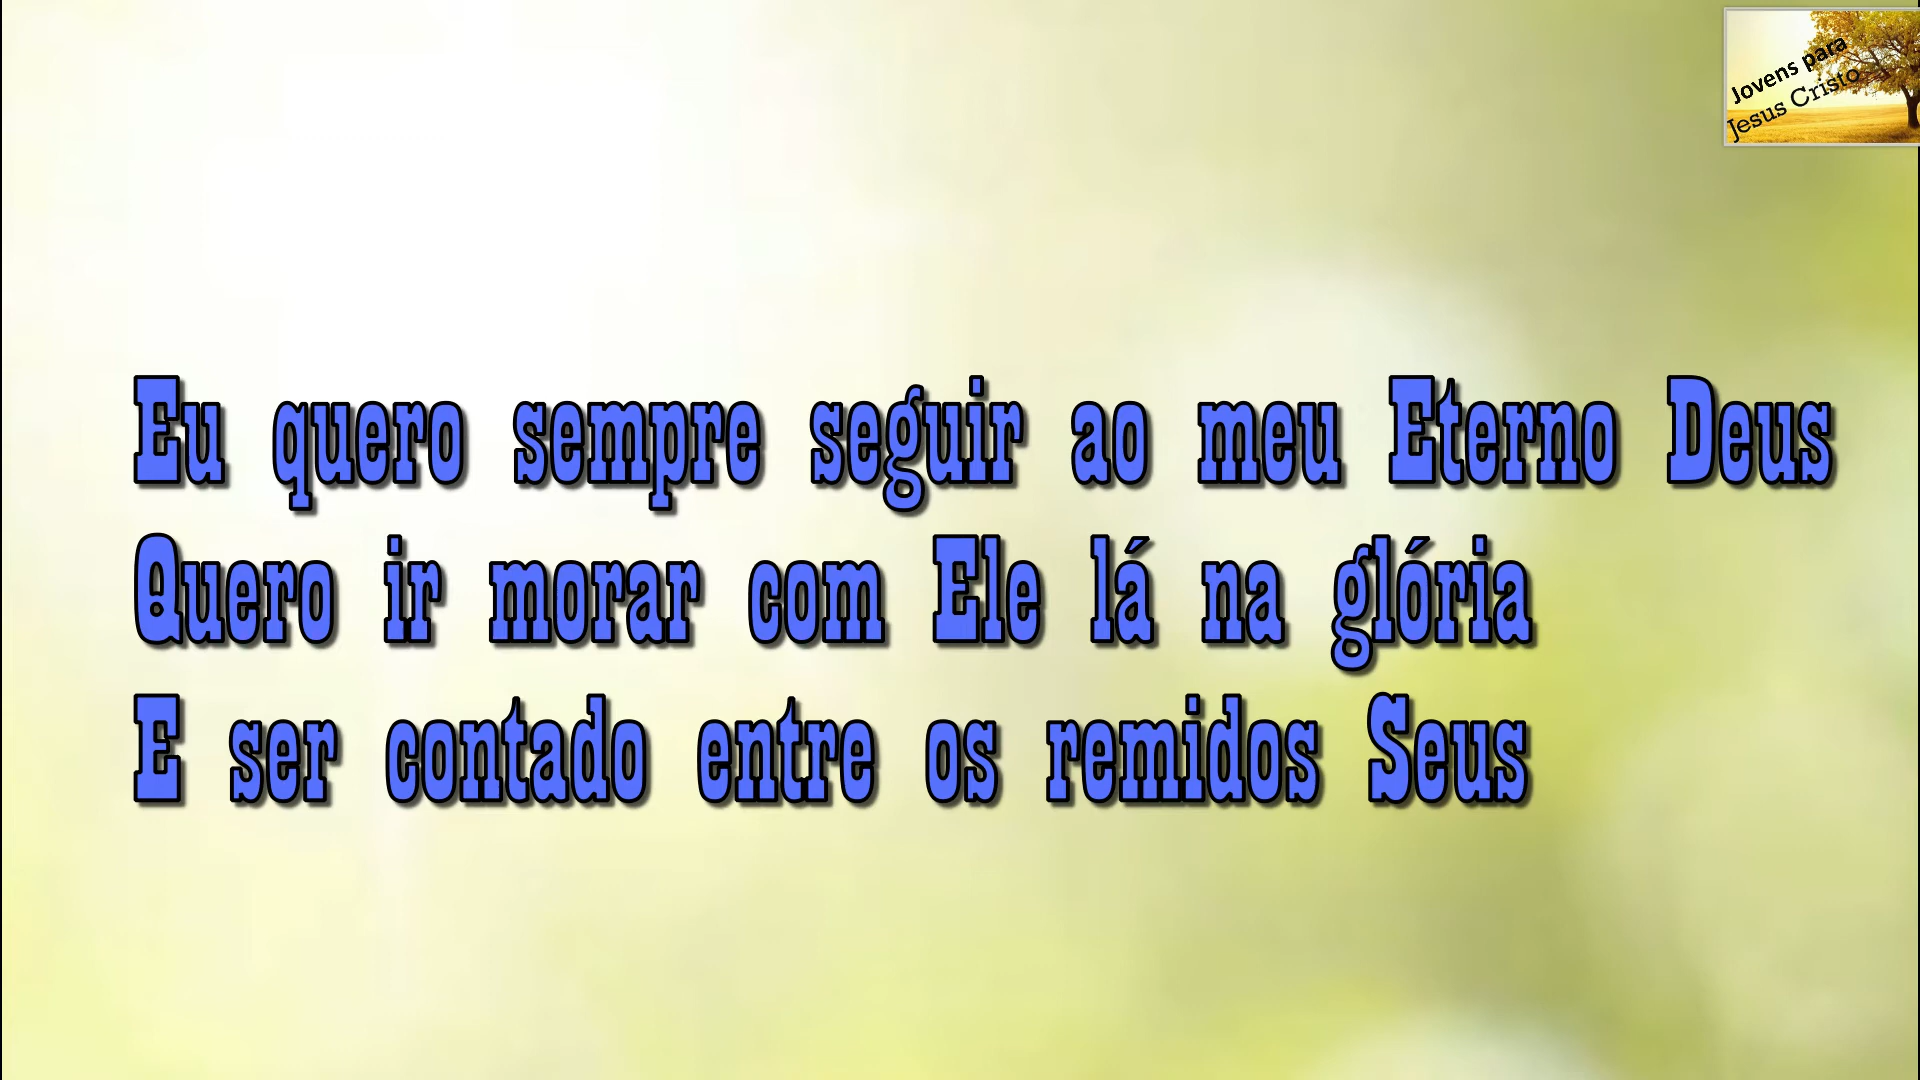 Jovens para
Jesus Cristo
Eu quero sempre seguir ao meu Eterno Deus
Quero ir morar com Ele lá na glória
E ser contado entre os remidos Seus